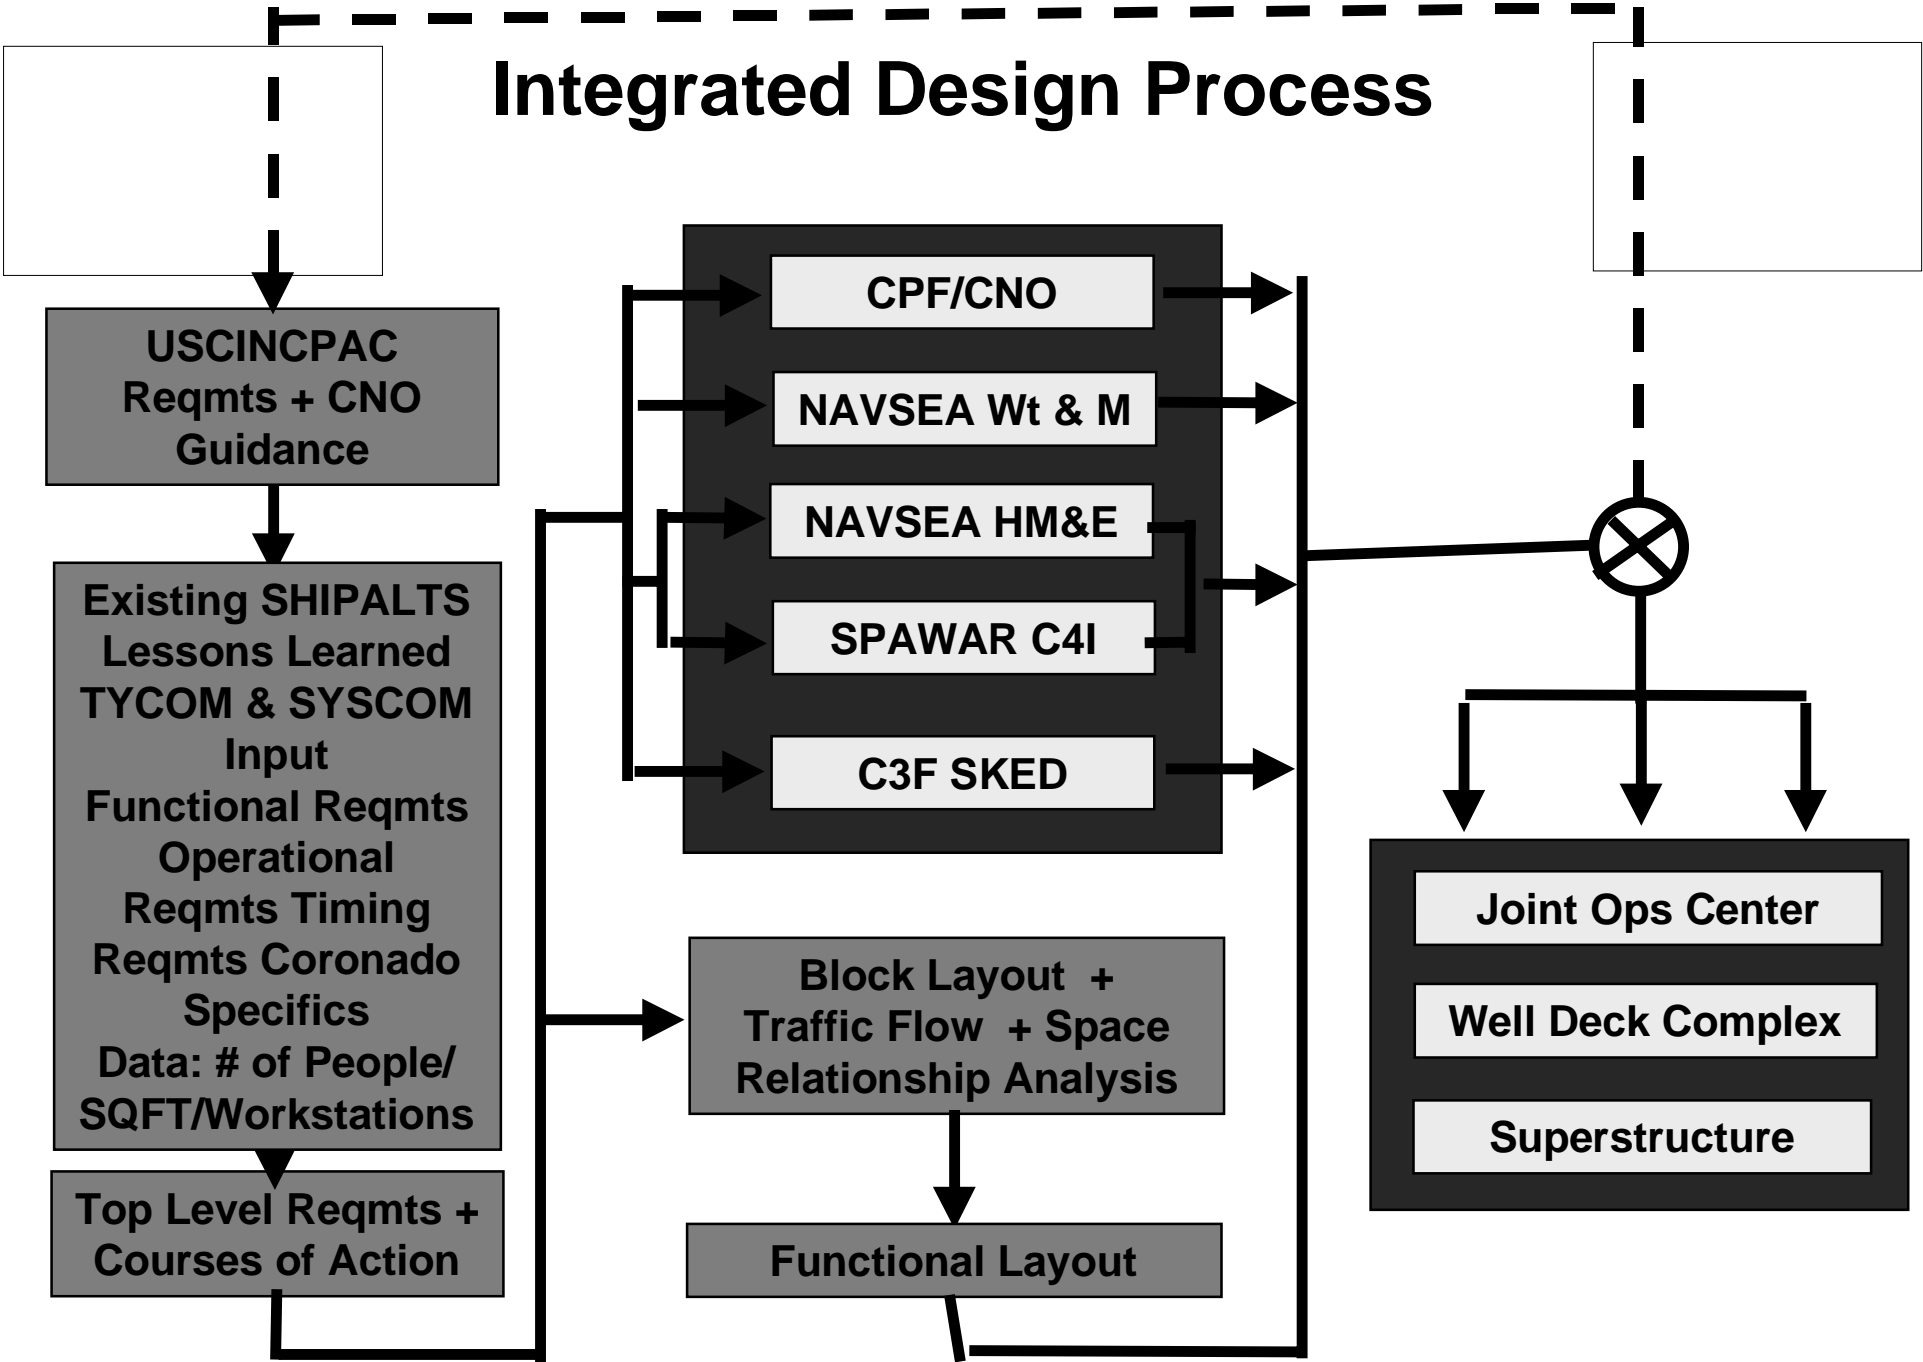 Integrated Design Process
USCINCPAC
Reqmts + CNO
Guidance
Existing SHIPALTS
Lessons Learned
TYCOM & SYSCOM
Input
Functional Reqmts
Operational
Reqmts Timing
Reqmts Coronado
Specifics
Data: # of People/
SQFT/Workstations
Top Level Reqmts +
Courses of Action
CPF/CNO
NAVSEA Wt & M
NAVSEA HM&E
SPAWAR C4I
C3F SKED
Block Layout +
Traffic Flow + Space
Relationship Analysis
Functional Layout
Joint Ops Center
Well Deck Complex
Superstructure